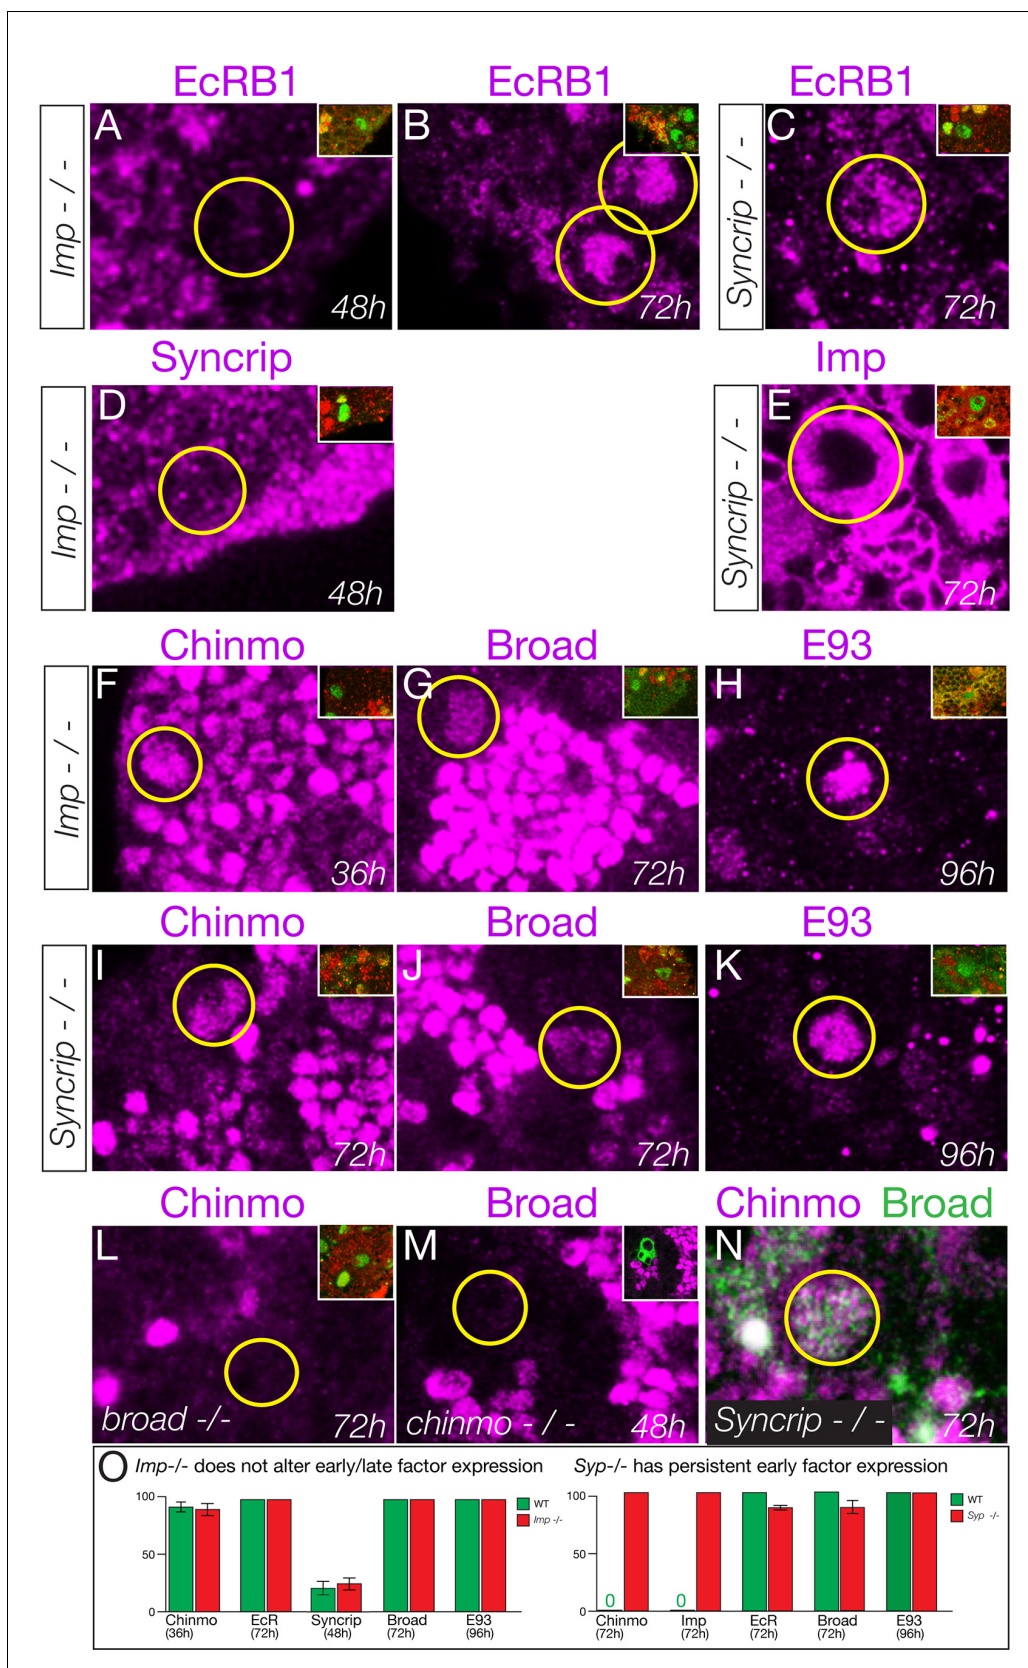 EcRB1 EcRB1 EcRB1
Imp - / -
A
48h
B
72h
Syncrip - / -
C
72h
Syncrip Imp
Imp - / -
D
48h
Syncrip - / -
E
72h
Chinmo Broad E93
Imp - / -
F
36h
G
72h
H
96h
Chinmo Broad E93
Syncrip - / -
I
72h
J
72h
K
96h
Chinmo Broad Chinmo Broad
L
broad -/-
72h
M
chinmo - / -
48h
N
Syncrip - / -
72h
O
Imp-/- does not alter early/late factor expression
100
50
0
WT
Imp -/-
Chinmo EcR Syncrip Broad E93
(36h) (72h) (48h) (72h) (96h)
Syp-/- has persistent early factor expression
100
50
0
0 0
WT
Syp -/-
Chinmo Imp EcR Broad E93
(72h) (72h) (72h) (72h) (96h)